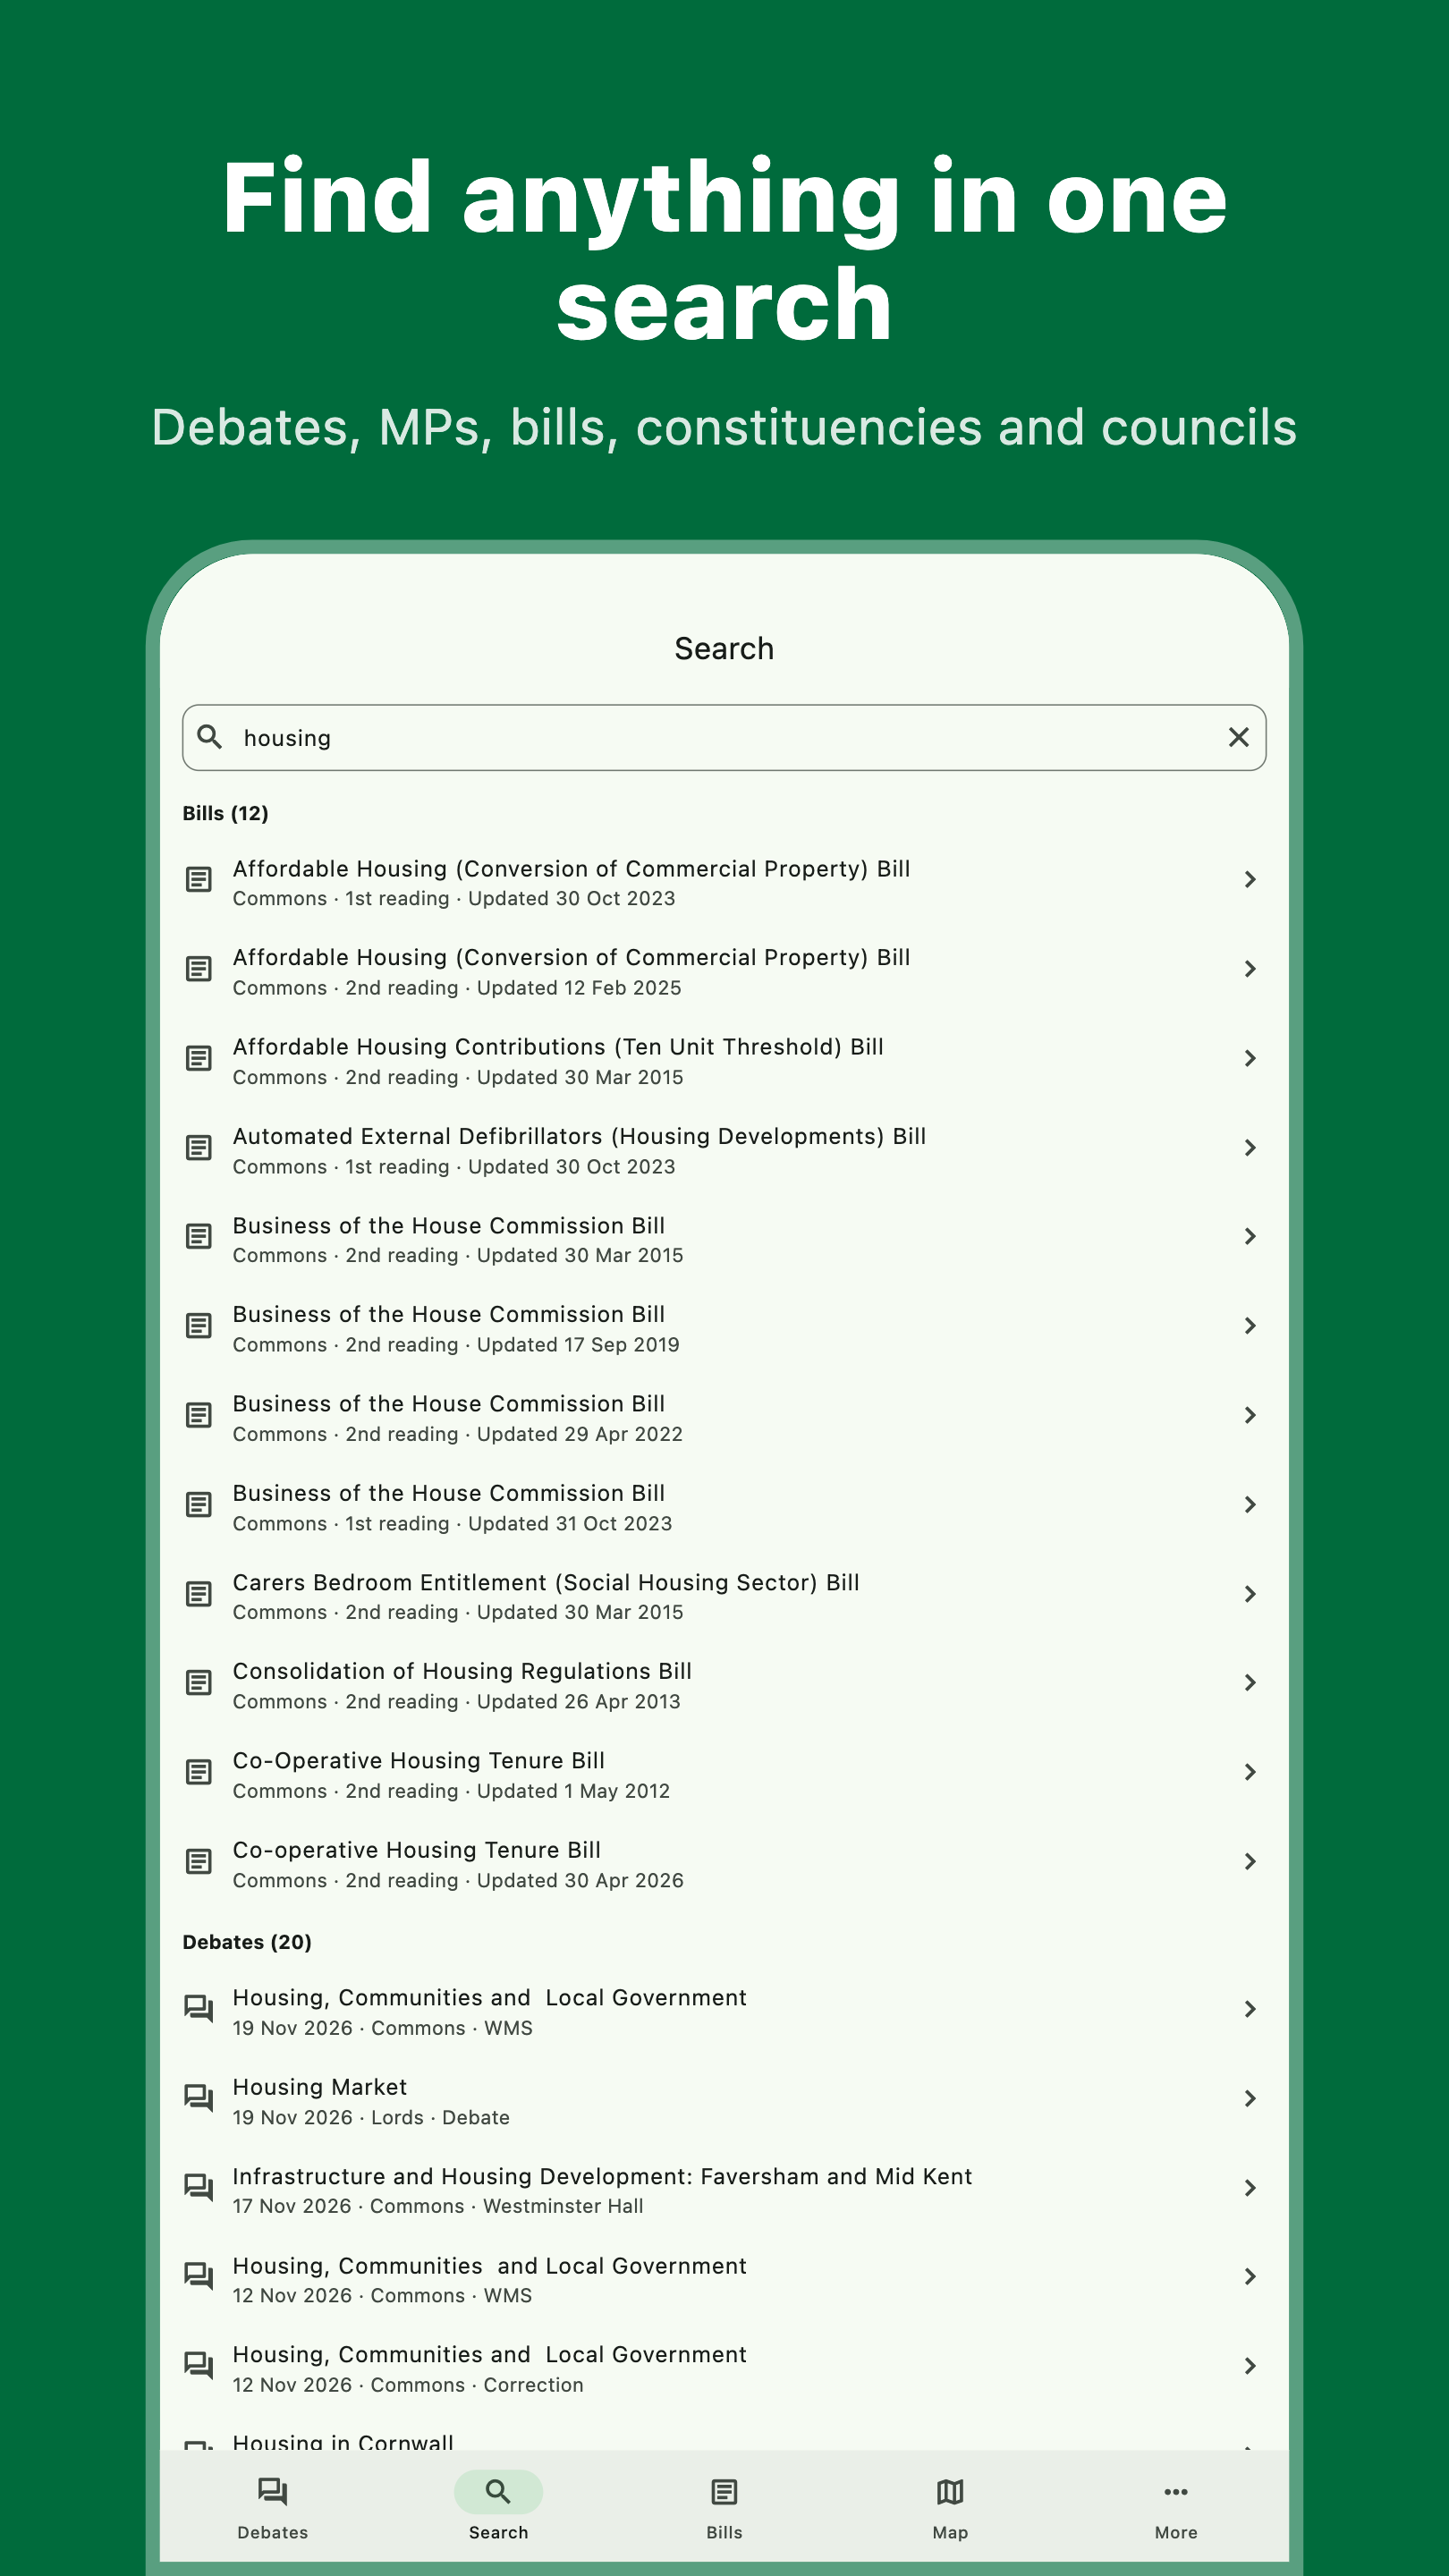 Find anything in one
search
Debates, MPs, bills, constituencies and councils
Search
housing
Bills (12)
Affordable Housing (Conversion of Commercial Property) Bill
Commons · 1st reading · Updated 30 Oct 2023
Affordable Housing (Conversion of Commercial Property) Bill
Commons · 2nd reading · Updated 12 Feb 2025
Affordable Housing Contributions (Ten Unit Threshold) Bill
Commons · 2nd reading · Updated 30 Mar 2015
Automated External Defibrillators (Housing Developments) Bill
Commons · 1st reading · Updated 30 Oct 2023
Business of the House Commission Bill
Commons · 2nd reading · Updated 30 Mar 2015
Business of the House Commission Bill
Commons · 2nd reading · Updated 17 Sep 2019
Business of the House Commission Bill
Commons · 2nd reading · Updated 29 Apr 2022
Business of the House Commission Bill
Commons · 1st reading · Updated 31 Oct 2023
Carers Bedroom Entitlement (Social Housing Sector) Bill
Commons · 2nd reading · Updated 30 Mar 2015
Consolidation of Housing Regulations Bill
Commons · 2nd reading · Updated 26 Apr 2013
Co-Operative Housing Tenure Bill
Commons · 2nd reading · Updated 1 May 2012
Co-operative Housing Tenure Bill
Commons · 2nd reading · Updated 30 Apr 2026
Debates (20)
Housing, Communities and  Local Government
19 Nov 2026 · Commons · WMS
Housing Market
19 Nov 2026 · Lords · Debate
Infrastructure and Housing Development: Faversham and Mid Kent
17 Nov 2026 · Commons · Westminster Hall
Housing, Communities  and Local Government
12 Nov 2026 · Commons · WMS
Housing, Communities and  Local Government
12 Nov 2026 · Commons · Correction
Housing in Cornwall
Debates
Search
Bills
Map
More